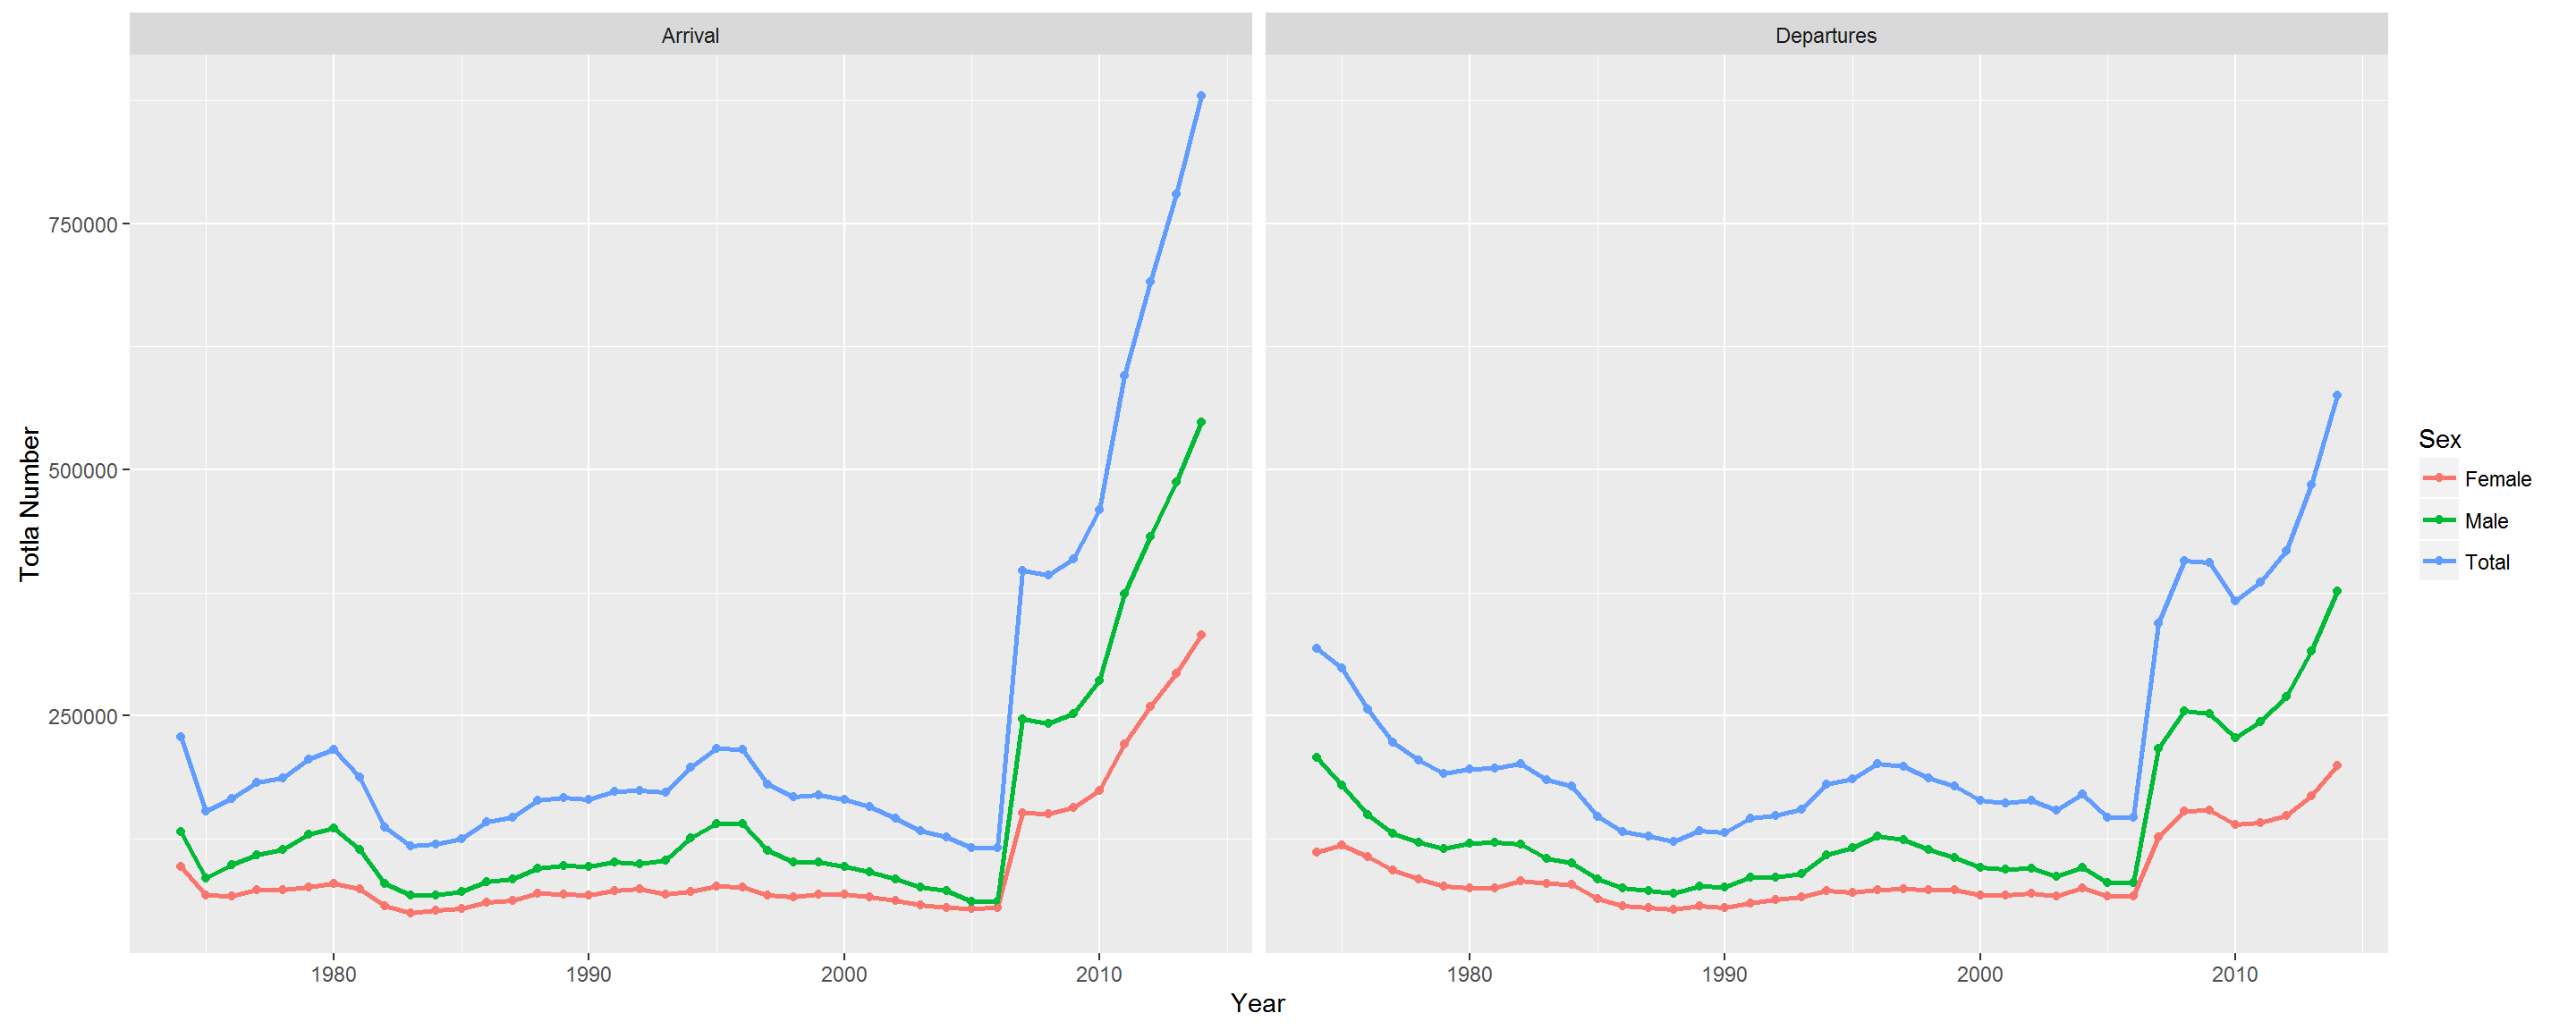 Arrival
Departures
750000
500000
250000
Totla Number
1980
1990
2000
2010
1980
1990
2000
2010
Year
Sex
Female
Male
Total